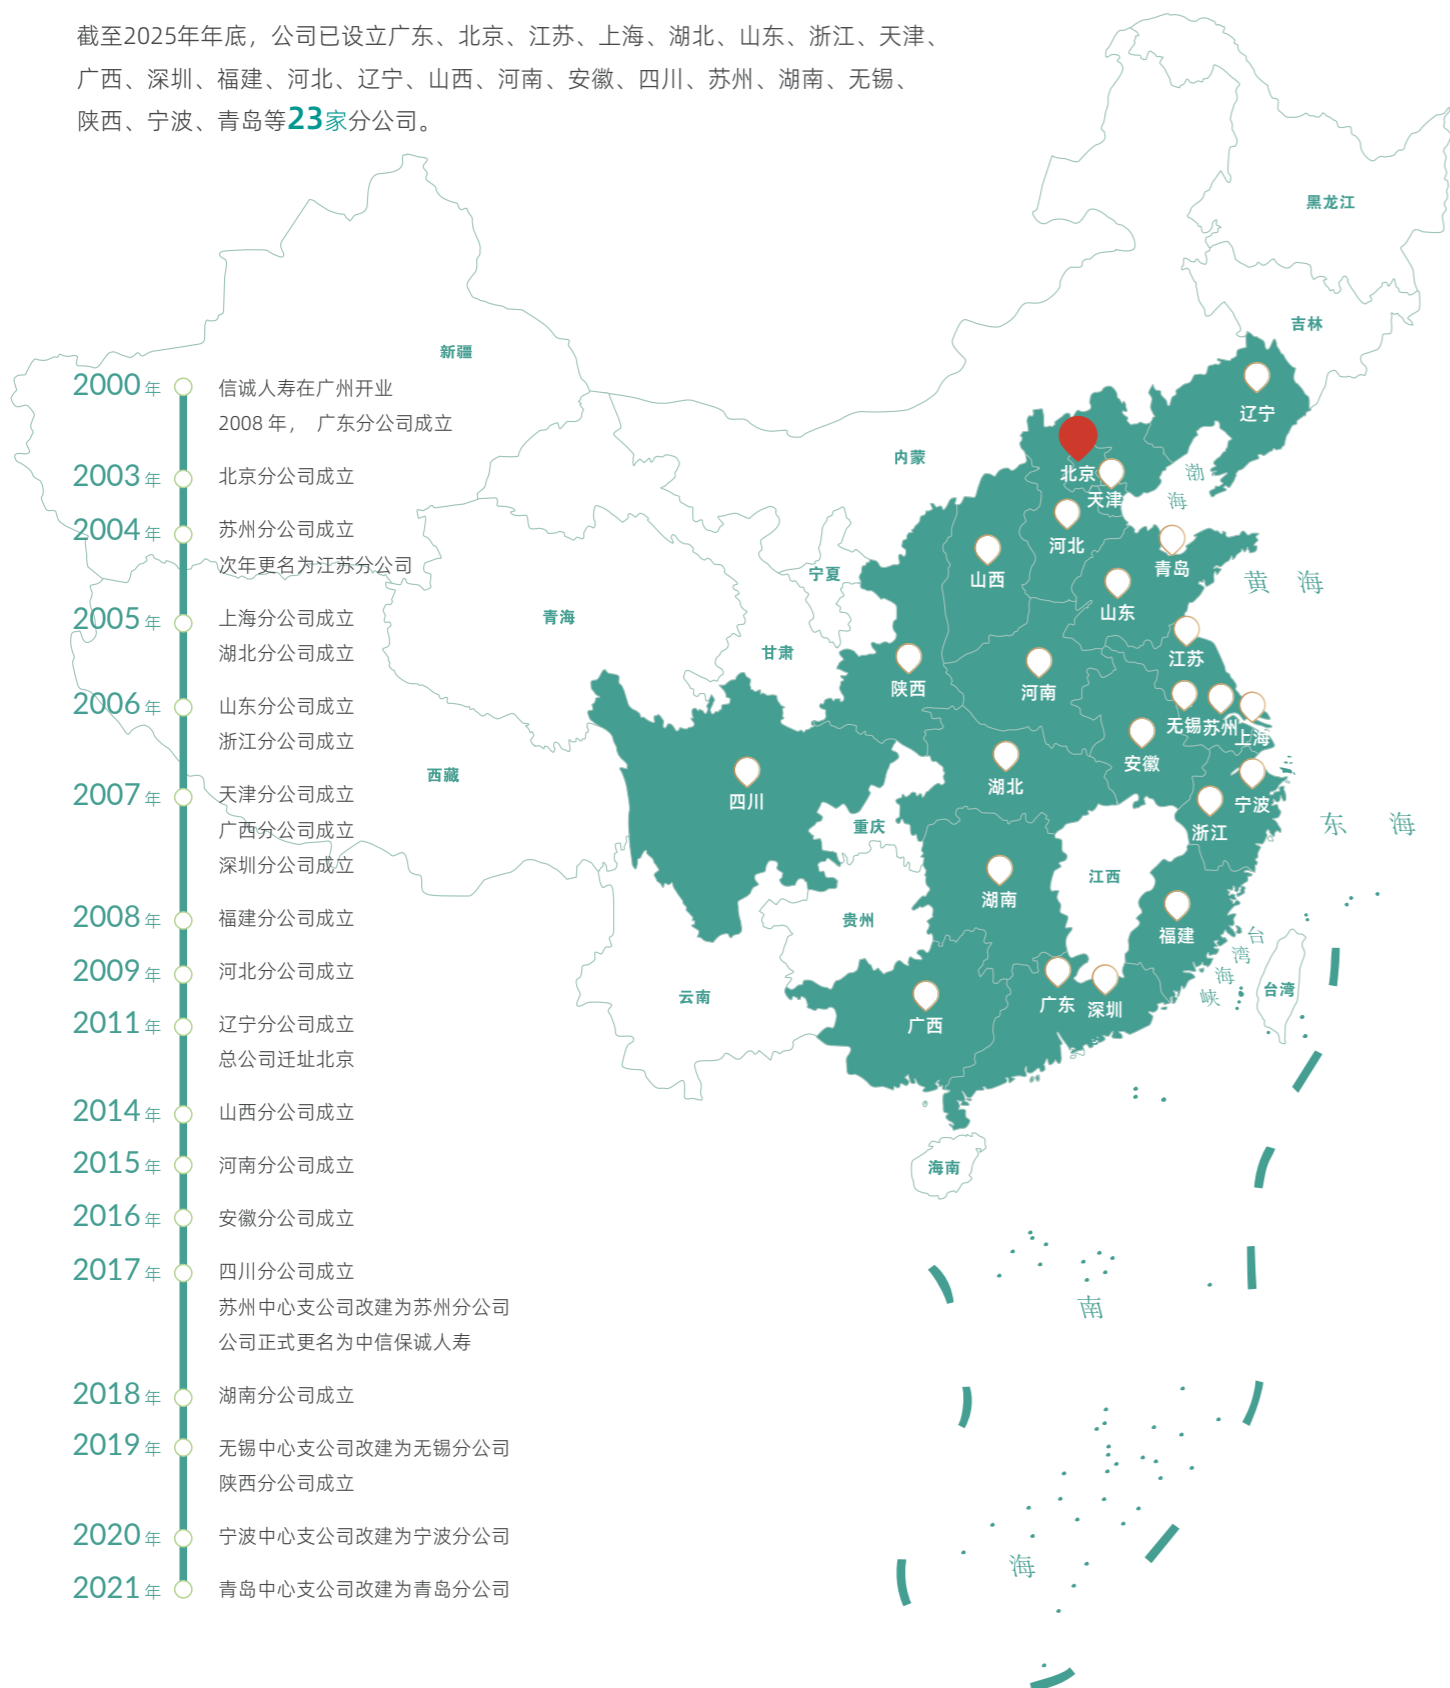 截至2025年年底，公司已设立广东、北京、江苏、上海、湖北、山东、浙江、天津、
广西、深圳、福建、河北、辽宁、山西、河南、安徽、四川、苏州、湖南、无锡、
陕西、宁波、青岛等23家分公司。
2000年 信诚人寿在广州开业
2008 年， 广东分公司成立
2003年 北京分公司成立
2004年 苏州分公司成立
次年更名为江苏分公司
2005年 上海分公司成立
湖北分公司成立
2006年 山东分公司成立
浙江分公司成立
2007年 天津分公司成立
广西分公司成立
深圳分公司成立
2008年 福建分公司成立
2009年 河北分公司成立
2011年 辽宁分公司成立
总公司迁址北京
2014年 山西分公司成立
2015年 河南分公司成立
2016年 安徽分公司成立
2017年 四川分公司成立
苏州中心支公司改建为苏州分公司
公司正式更名为中信保诚人寿
2018年 湖南分公司成立
2019年 无锡中心支公司改建为无锡分公司
陕西分公司成立
2020年 宁波中心支公司改建为宁波分公司
2021年 青岛中心支公司改建为青岛分公司
黑龙江
吉林
新疆
辽宁
内蒙
北京
天津
渤海
河北
山西
青岛
宁夏
黄海
山东
青海
甘肃
江苏
陕西
河南
无锡
苏州
上海
安徽
西藏
湖北
四川
宁波
重庆
浙江
东海
江西
湖南
贵州
福建
台湾海峡
台湾
云南
广东
深圳
广西
海南
南海